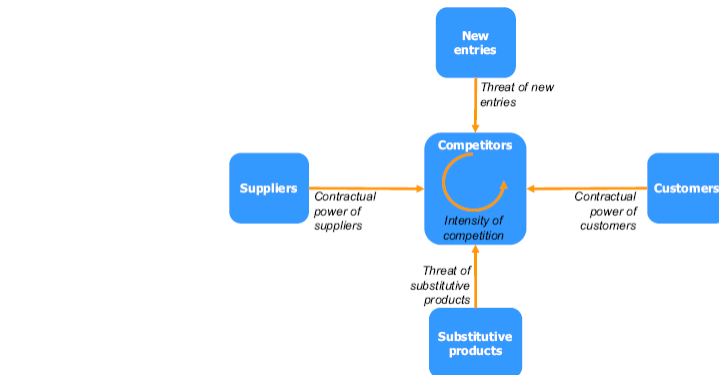 New
entries
Threat of new
entries
Competitors
Suppliers
Contractual
power of
suppliers
Intensity of
competition
Contractual
power of
customers
Customers
Threat of
substitutive
products
Substitutive
products